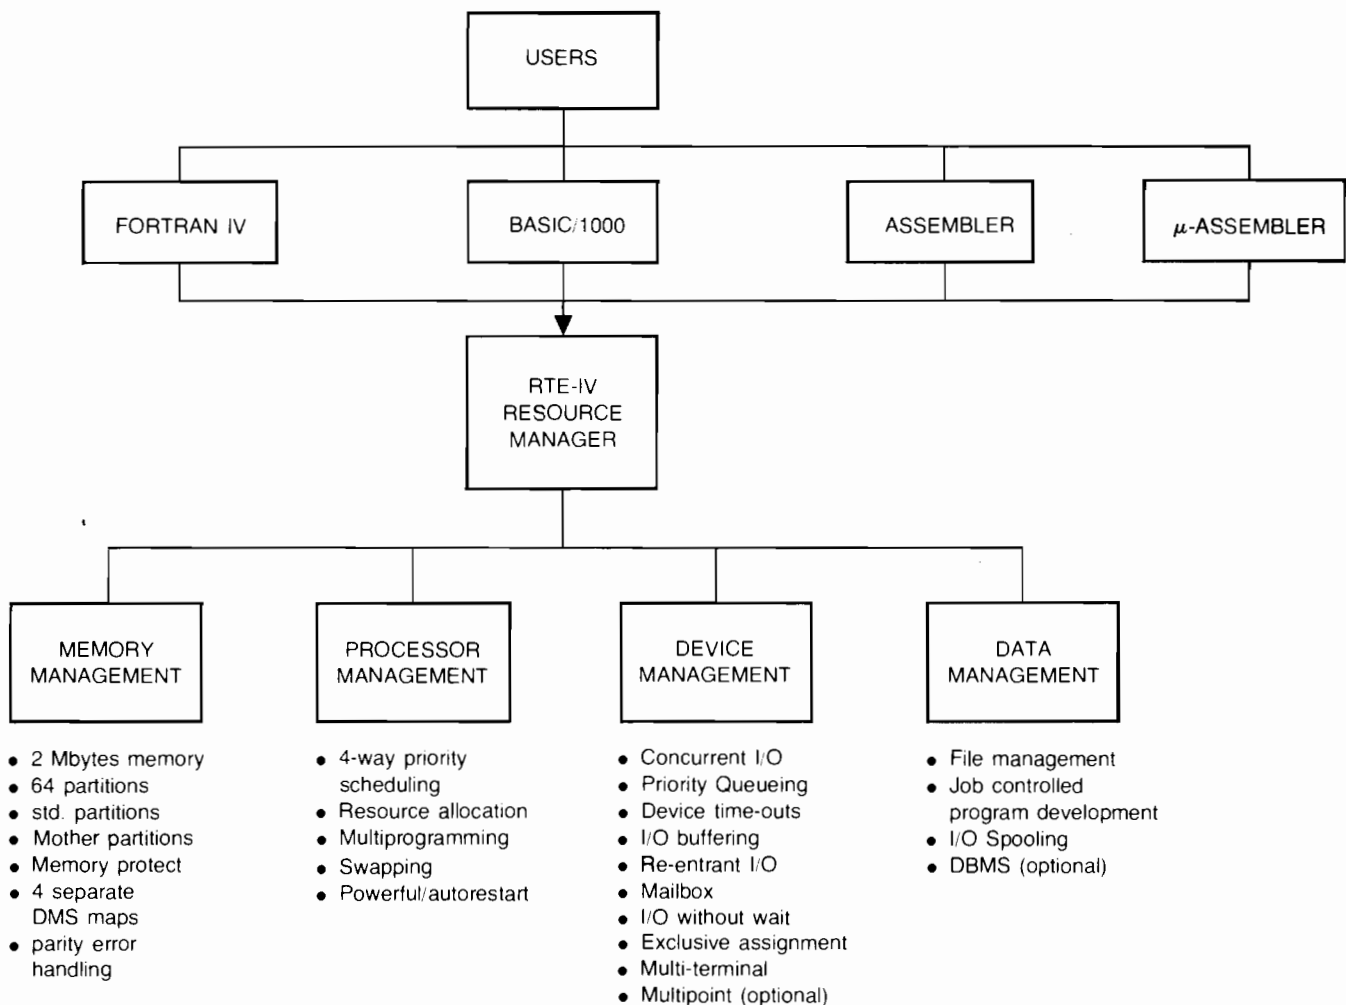 USERS
FORTRAN IV
BASIC/1000
ASSEMBLER
μ-ASSEMBLER
RTE-IV
RESOURCE
MANAGER
MEMORY
MANAGEMENT
PROCESSOR
MANAGEMENT
DEVICE
MANAGEMENT
DATA
MANAGEMENT
• 2 Mbytes memory
• 64 partitions
• std. partitions
• Mother partitions
• Memory protect
• 4 separate
DMS maps
• parity error
handling
• 4-way priority
scheduling
• Resource allocation
• Multiprogramming
• Swapping
• Powerful/autorestart
• Concurrent I/O
• Priority Queueing
• Device time-outs
• I/O buffering
• Re-entrant I/O
• Mailbox
• I/O without wait
• Exclusive assignment
• Multi-terminal
• Multipoint (optional)
• File management
• Job controlled
program development
• I/O Spooling
• DBMS (optional)